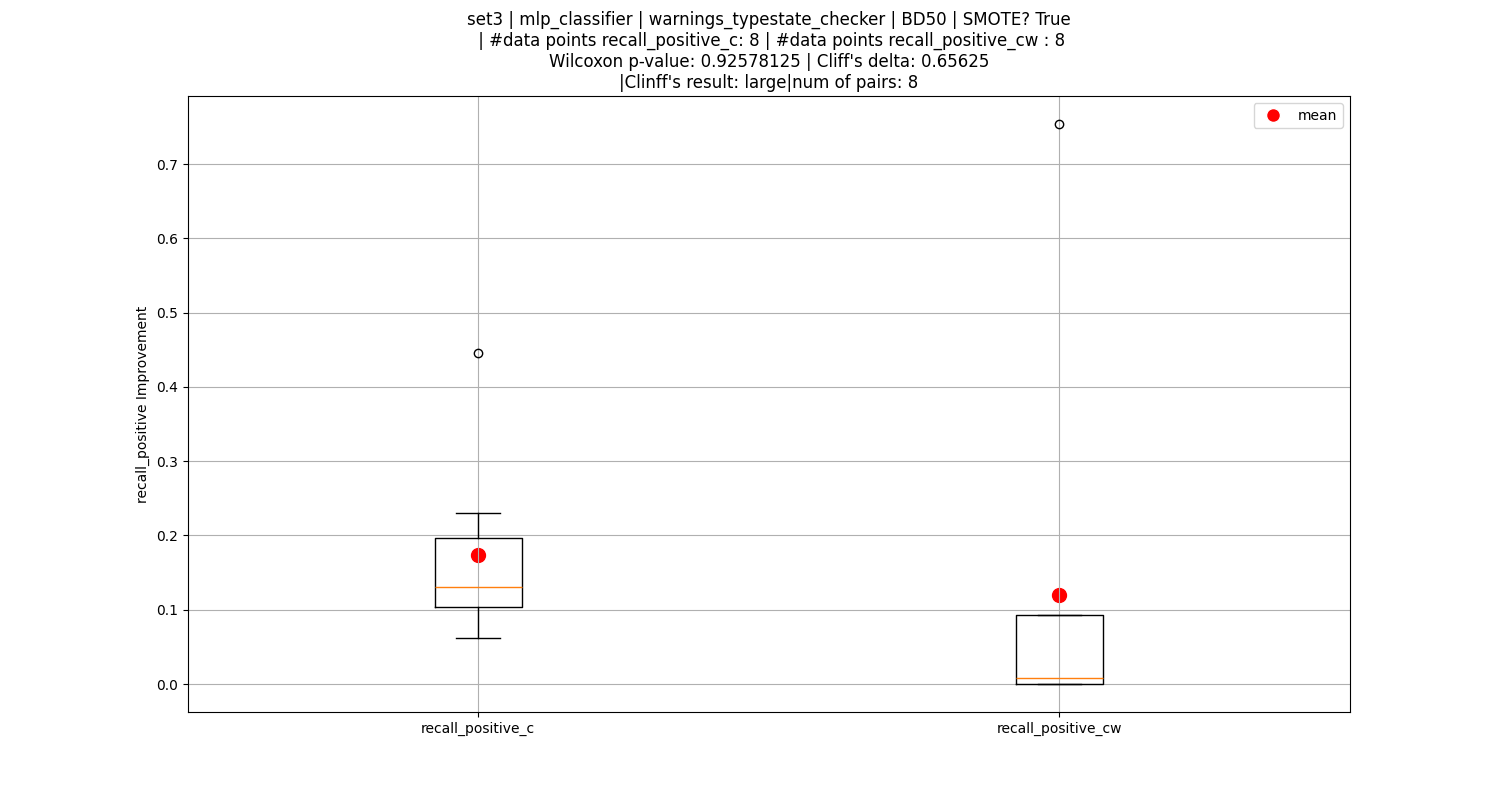 set3 | mlp_classifier | warnings_typestate_checker | BD50 | SMOTE? True
| #data points recall_positive_c: 8 | #data points recall_positive_cw : 8
Wilcoxon p-value: 0.92578125 | Cliff's delta: 0.65625
|Clinff's result: large|num of pairs: 8
mean
recall_positive Improvement
0.7
0.6
0.5
0.4
0.3
0.2
0.1
0.0
recall_positive_c
recall_positive_cw